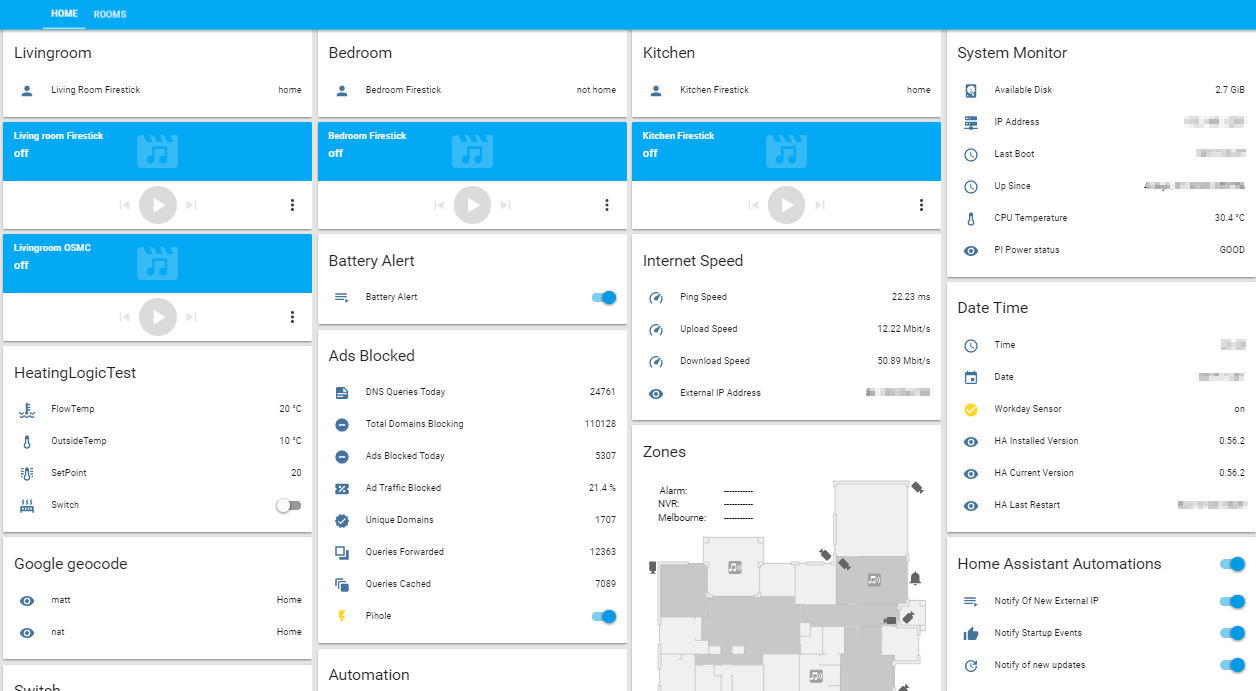 HOME ROOMS
Livingroom
Living Room Firestick home
Living room Firestick
off
Livingroom OSMC
off
HeatingLogicTest
FlowTemp 20 °C
OutsideTemp 10 °C
SetPoint 20
Switch
Google geocode
matt Home
nat Home
Switch
Bedroom
Bedroom Firestick not home
Bedroom Firestick
off
Battery Alert
Battery Alert
Ads Blocked
DNS Queries Today 24761
Total Domains Blocking 110128
Ads Blocked Today 5307
Ad Traffic Blocked 21.4 %
Unique Domains 1707
Queries Forwarded 12363
Queries Cached 7089
Pihole
Automation
Kitchen
Kitchen Firestick home
Kitchen Firestick
off
Internet Speed
Ping Speed 22.23 ms
Upload Speed 12.22 Mbit/s
Download Speed 50.89 Mbit/s
External IP Address
Zones
Alarm: -----------
NVR: -----------
Melbourne: -----------
System Monitor
Available Disk 2.7 GiB
IP Address
Last Boot
Up Since
CPU Temperature 30.4 °C
PI Power status GOOD
Date Time
Time
Date
Workday Sensor on
HA Installed Version 0.56.2
HA Current Version 0.56.2
HA Last Restart
Home Assistant Automations
Notify Of New External IP
Notify Startup Events
Notify of new updates